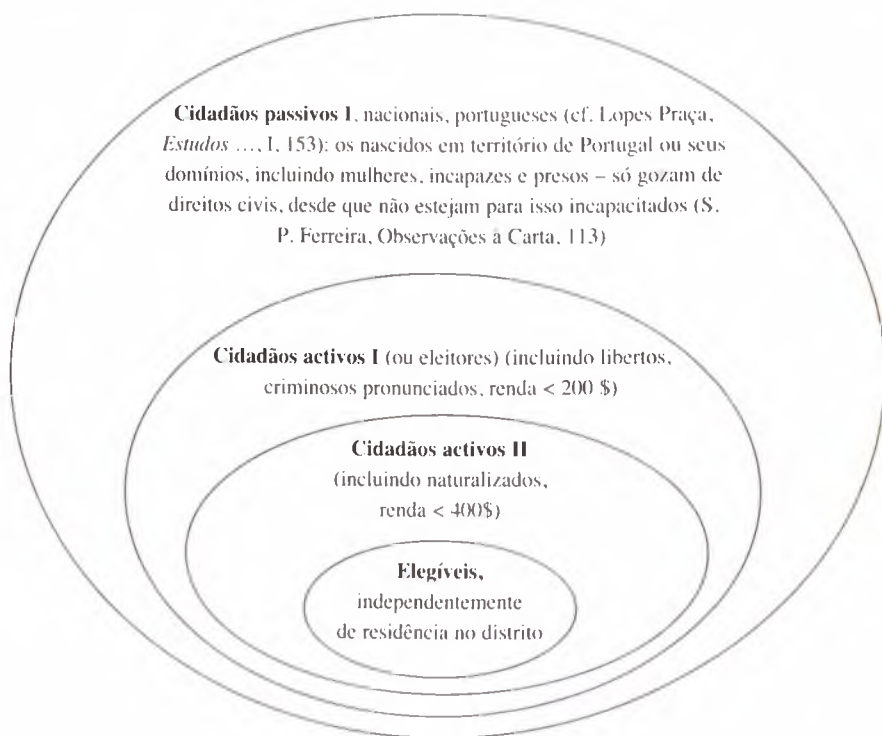 Cidadãos passivos I, nacionais, portugueses (cf. Lopes Praça,
Estudos ..., I, 153): os nascidos em território de Portugal ou seus
domínios, incluindo mulheres, incapazes e presos – só gozam de
direitos civis, desde que não estejam para isso incapacitados (S.
P. Ferreira, Observações à Carta, 113)
Cidadãos activos I (ou eleitores) (incluindo libertos,
criminosos pronunciados, renda < 200 $)
Cidadãos activos II
(incluindo naturalizados,
renda < 400$)
Elegíveis,
independentemente
de residência no distrito